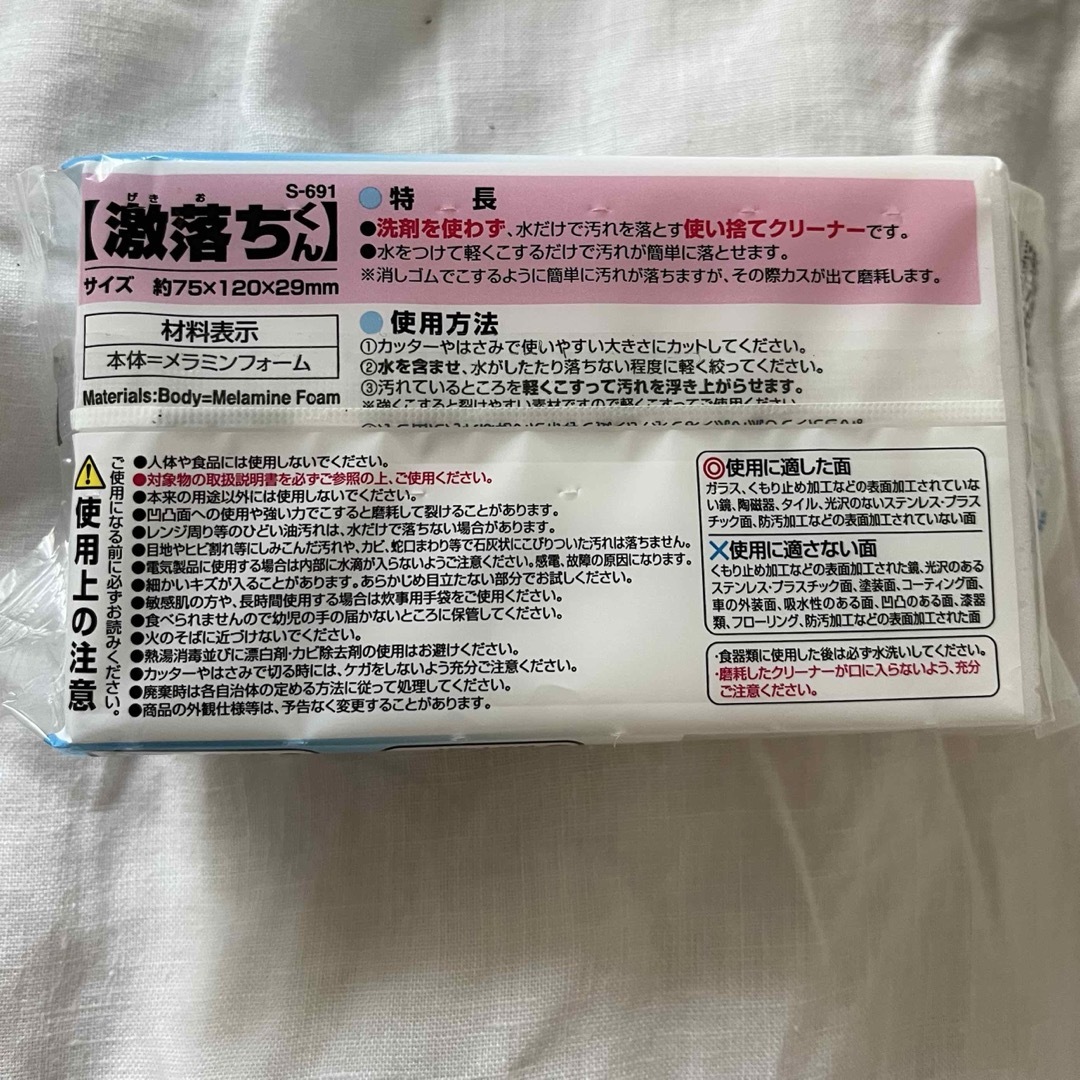 S-691
げきお
【激落ちくん】
サイズ 約75×120×29mm
材料表示
本体=メラミンフォーム
Materials:Body=Melamine Foam
特長
●洗剤を使わず、水だけで汚れを落とす使い捨てクリーナーです。
●水をつけて軽くこするだけで汚れが簡単に落とせます。
※消しゴムでこするように簡単に汚れが落ちますが、その際カスが出て磨耗します。
使用方法
①カッターやはさみで使いやすい大きさにカットしてください。
②水を含ませ、水がしたたり落ちない程度に軽く絞ってください。
③汚れているところを軽くこすって汚れを浮き上がらせます。
※強くこすると裂けやすい素材ですので軽くこすってご使用ください。
使用上の注意
ご使用になる前に必ずお読みください。
●人体や食品には使用しないでください。
●対象物の取扱説明書を必ずご参照の上、ご使用ください。
●本来の用途以外には使用しないでください。
●凹凸面への使用や強い力でこすると磨耗して裂けることがあります。
●レンジ周り等のひどい油汚れは、水だけで落ちない場合があります。
●目地やヒビ割れ等にしみこんだ汚れや、カビ、蛇口まわり等で石灰状にこびりついた汚れは落ちません。
●電気製品に使用する場合は内部に水滴が入らないようご注意ください。感電、故障の原因になります。
●細かいキズが入ることがあります。あらかじめ目立たない部分でお試しください。
●敏感肌の方や、長時間使用する場合は炊事用手袋をご使用ください。
●食べられませんので幼児の手の届かないところに保管してください。
●火のそばに近づけないでください。
●熱湯消毒並びに漂白剤・カビ除去剤の使用はお避けください。
●カッターやはさみで切る時には、ケガをしないよう充分ご注意ください。
●廃棄時は各自治体の定める方法に従って処理してください。
●商品の外観仕様等は、予告なく変更することがあります。
◎使用に適した面
ガラス、くもり止め加工などの表面加工されていない
鏡、陶磁器、タイル、光沢のないステンレス・プラス
チック面、防汚加工などの表面加工されていない面
×使用に適さない面
くもり止め加工などの表面加工された鏡、光沢のある
ステンレス・プラスチック面、塗装面、コーティング面、
車の外装面、吸水性のある面、凹凸のある面、漆器
類、フローリング、防汚加工などの表面加工された面
・食器類に使用した後は必ず水洗いしてください。
・磨耗したクリーナーが口に入らないよう、充分
ご注意ください。